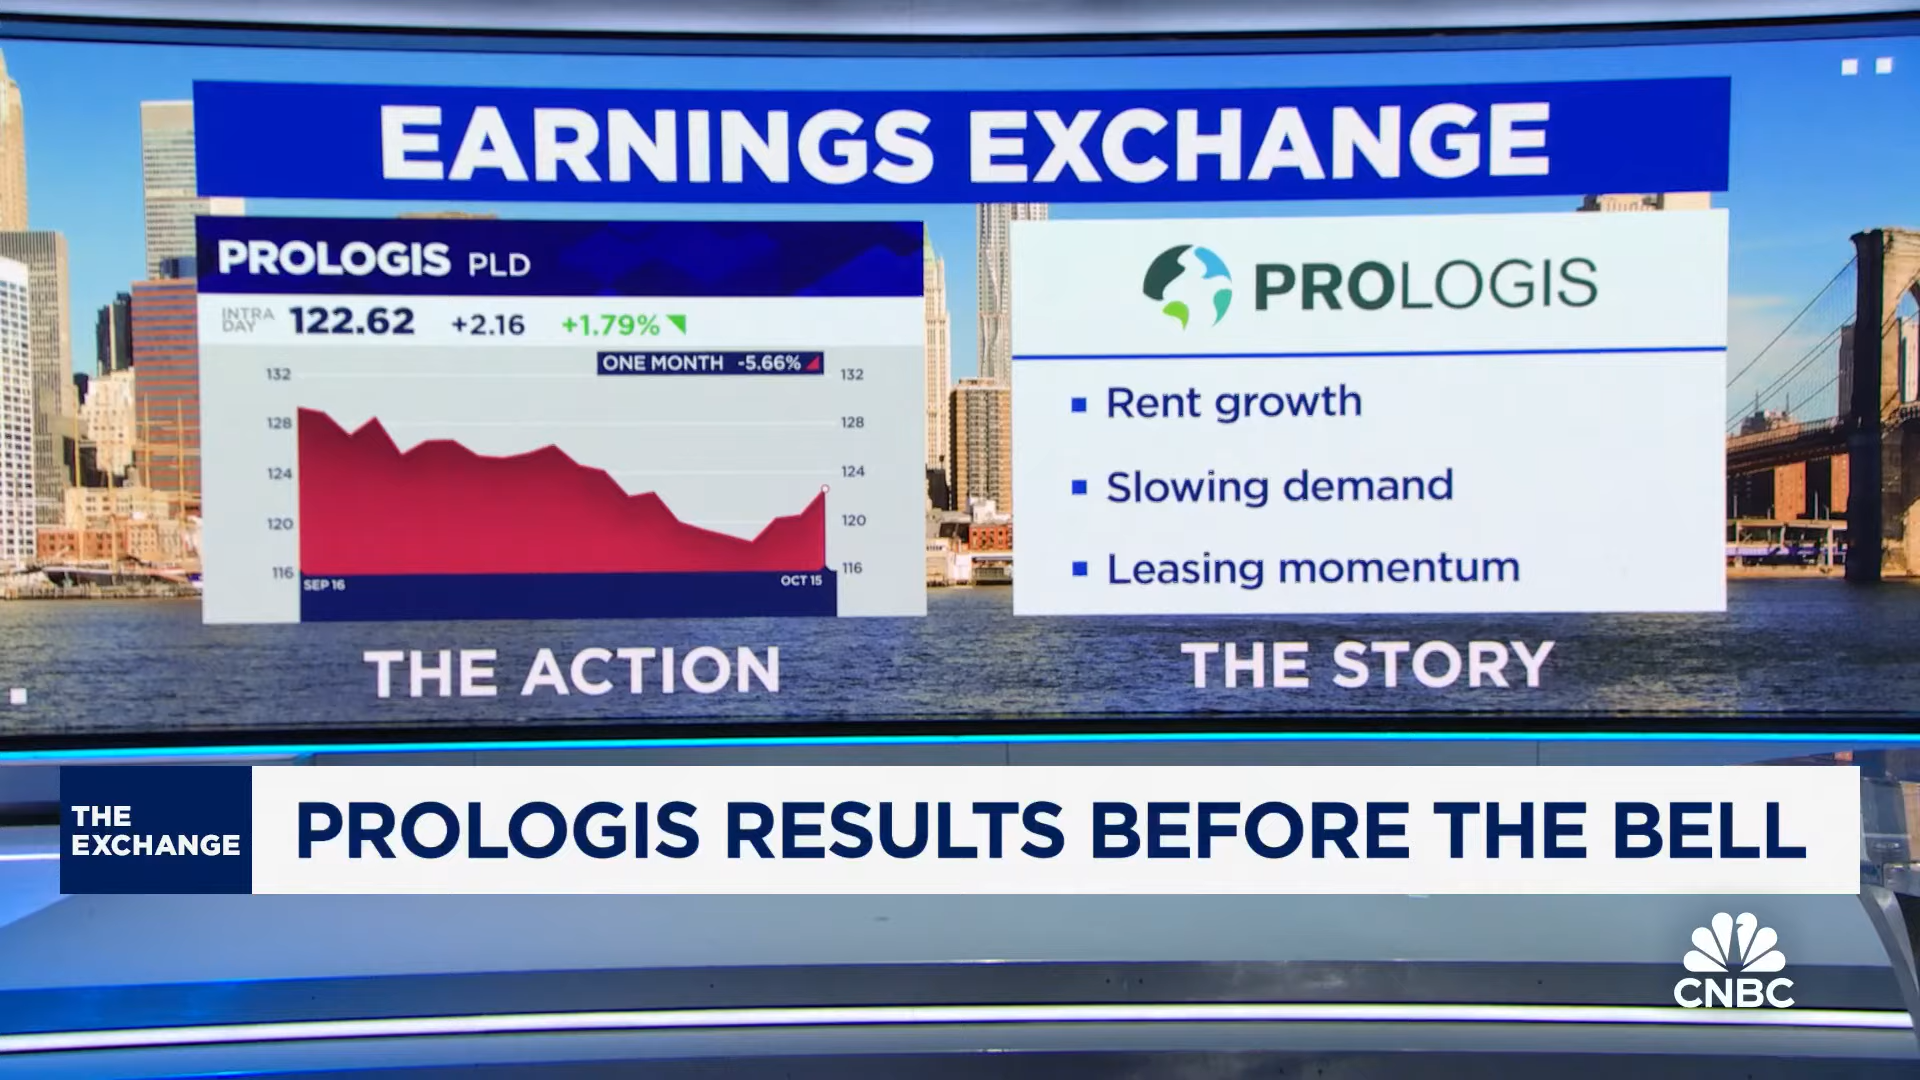 EARNINGS EXCHANGE
PROLOGIS PLD
INTRA DAY 122.62 +2.16 +1.79%
ONE MONTH -5.66%
132
128
124
120
116
132
128
124
120
116
SEP 16
OCT 15
THE ACTION
PROLOGIS
Rent growth
Slowing demand
Leasing momentum
THE STORY
THE EXCHANGE
PROLOGIS RESULTS BEFORE THE BELL
CNBC